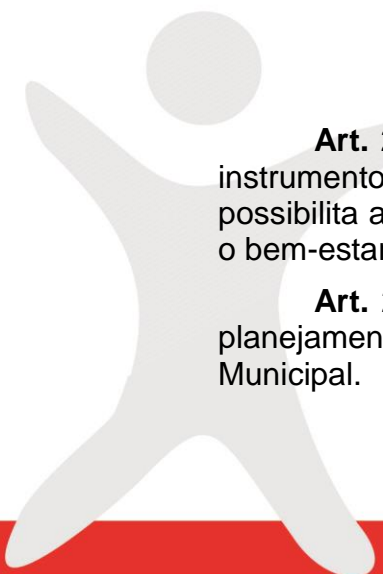 Art.
instrumento
possibilita a
o bem-estar
Art.
planejamen
Municipal.